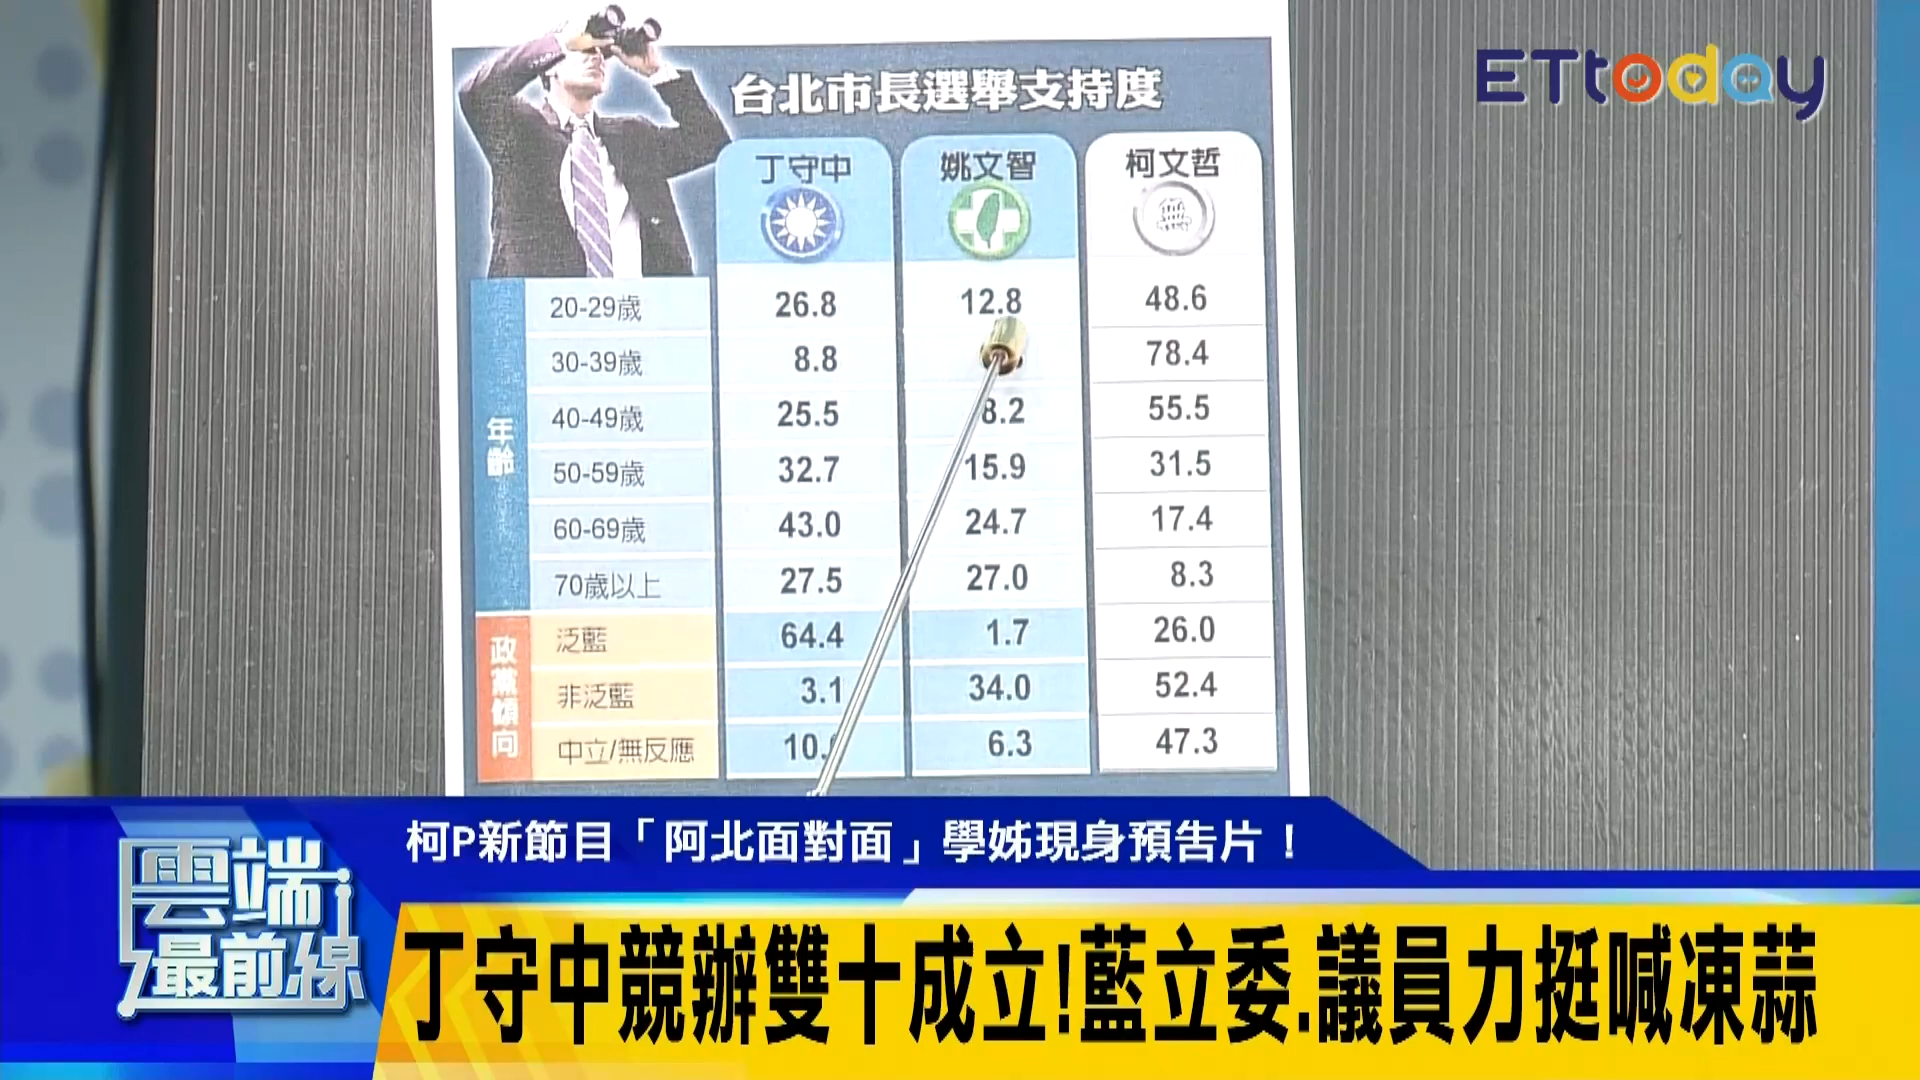 ETtoday
台北市長選舉支持度
丁守中 姚文智 柯文哲
無
年齡
20-29歲 26.8 12.8 48.6
30-39歲 8.8 78.4
40-49歲 25.5 8.2 55.5
50-59歲 32.7 15.9 31.5
60-69歲 43.0 24.7 17.4
70歲以上 27.5 27.0 8.3
政黨傾向
泛藍 64.4 1.7 26.0
非泛藍 3.1 34.0 52.4
中立/無反應 10. 6.3 47.3
柯P新節目「阿北面對面」學姊現身預告片！
雲端
最前線
丁守中競辦雙十成立!藍立委.議員力挺喊凍蒜